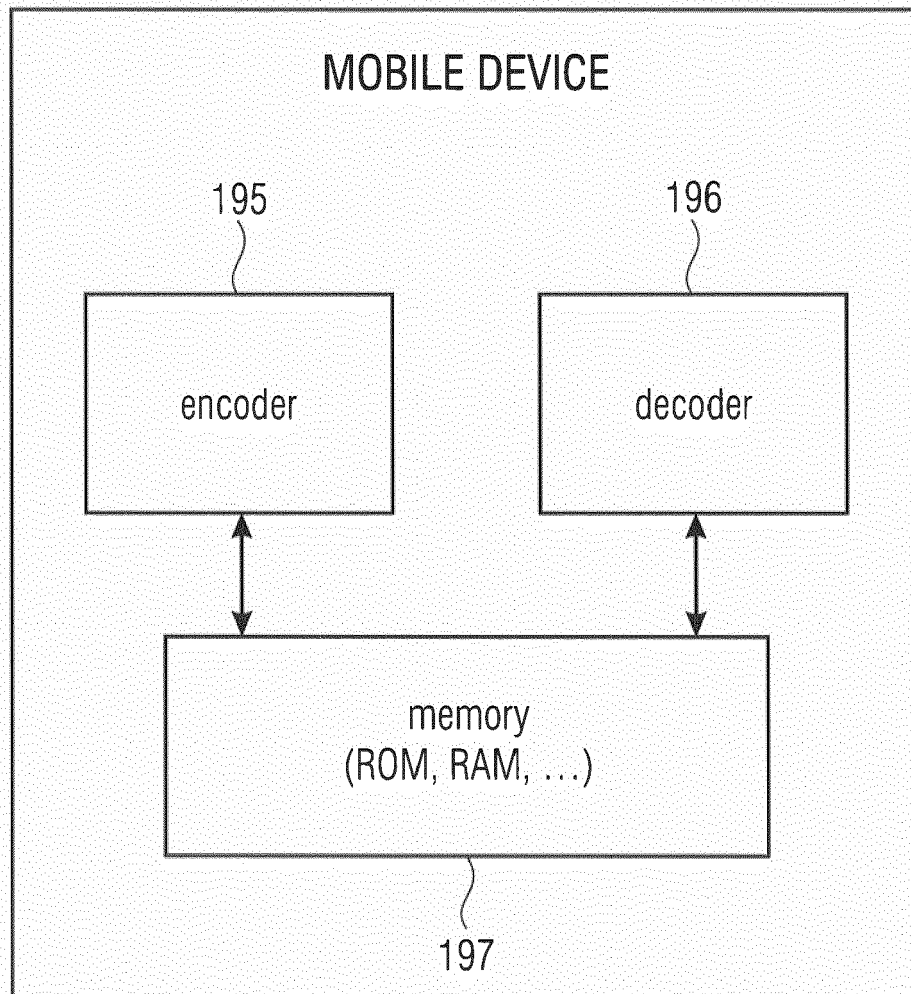 MOBILE DEVICE
195
196
encoder
decoder
memory
(ROM, RAM, ...)
197